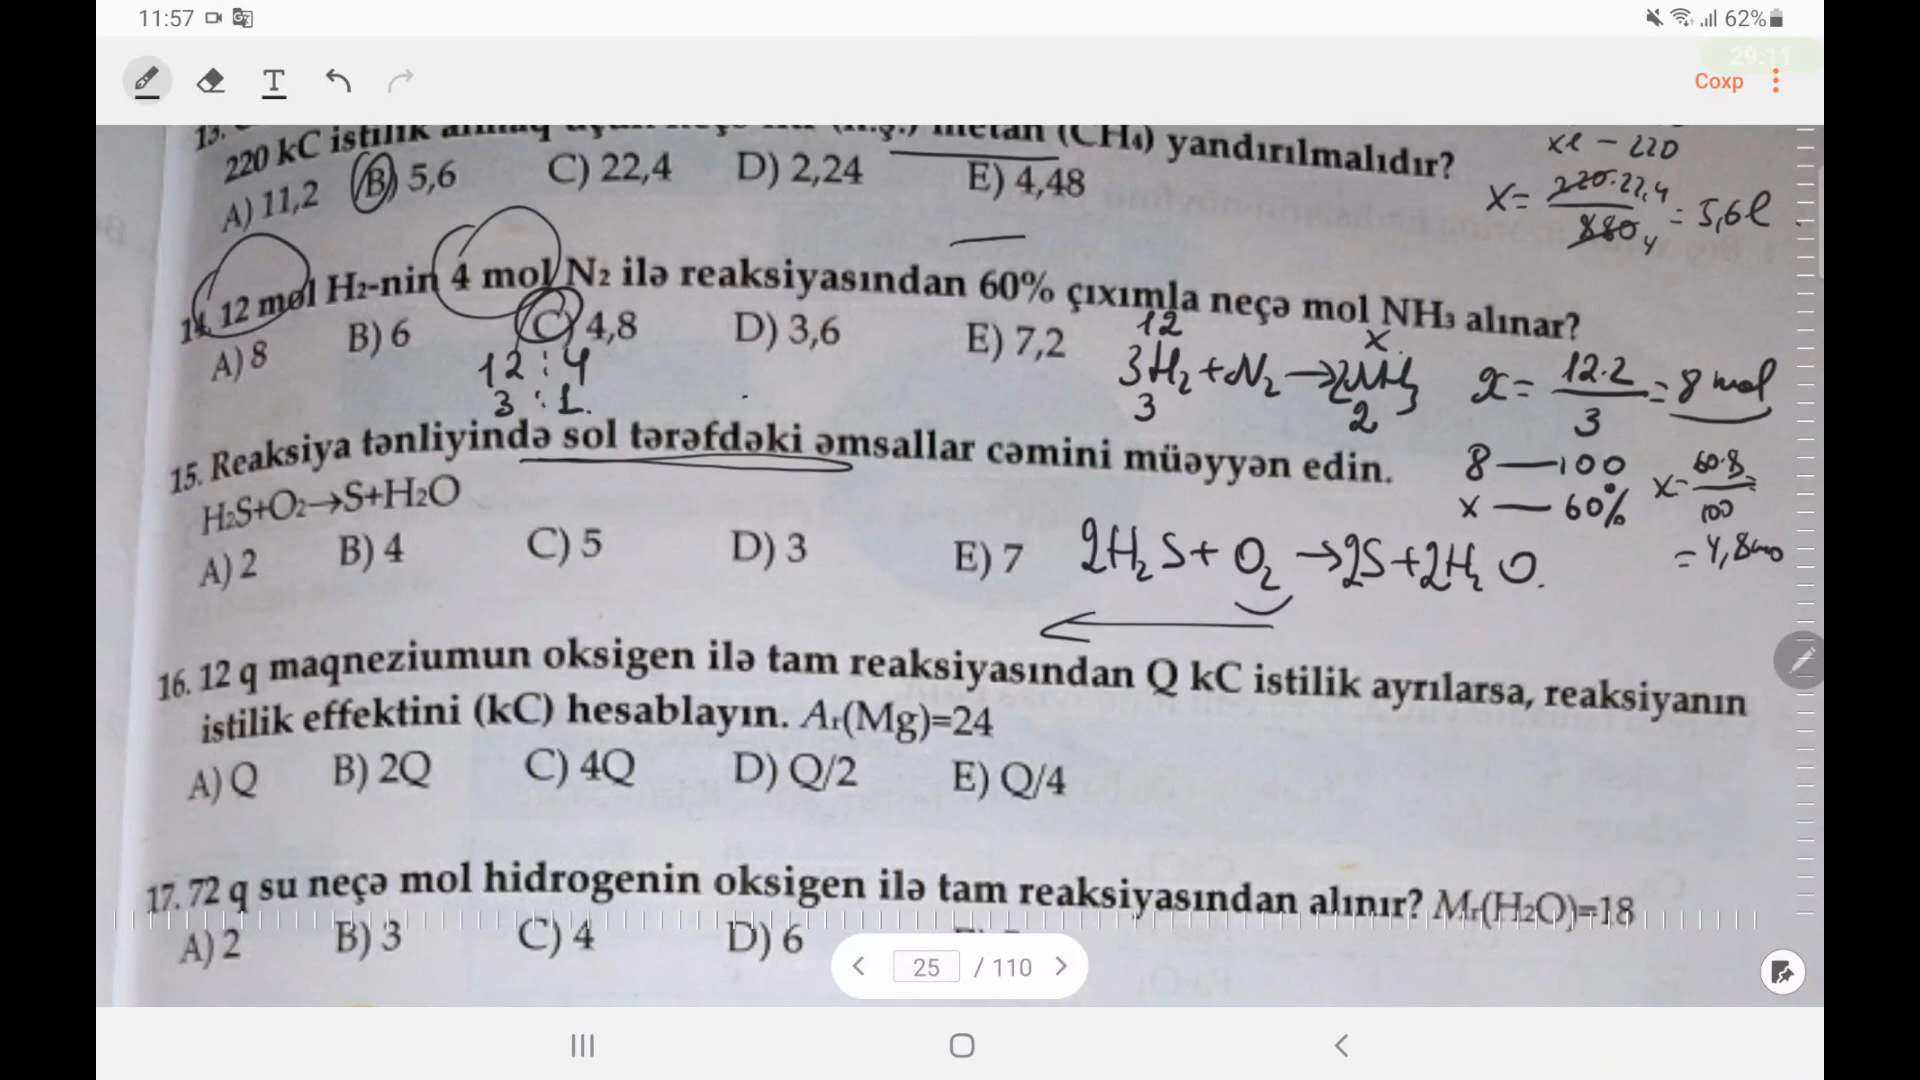 11:57
62%
29:11
Сохр
13.
220 kC istilik almaq üçün neçə litr (n.ş.) metan (CH₄) yandırılmalıdır?
A) 11,2 B) 5,6 C) 22,4 D) 2,24 E) 4,48
xl – 220
x= 220·22,4 / 880 4 = 5,6l
14. 12 mol H₂-nin 4 mol N₂ ilə reaksiyasından 60% çıxımla neçə mol NH₃ alınar?
A) 8 B) 6 C) 4,8 D) 3,6 E) 7,2
12 : 4
3 : 1.
12 x
3H₂+N₂→2NH₃
3 2
x= 12·2 / 3 = 8 mol
15. Reaksiya tənliyində sol tərəfdəki əmsallar cəmini müəyyən edin.
H₂S+O₂→S+H₂O
A) 2 B) 4 C) 5 D) 3 E) 7
8 — 100
x — 60%
x= 60·8 / 100
= 4,8
2H₂S+O₂→2S+2H₂O.
16. 12 q maqneziumun oksigen ilə tam reaksiyasından Q kC istilik ayrılarsa, reaksiyanın
istilik effektini (kC) hesablayın. Ar(Mg)=24
A) Q B) 2Q C) 4Q D) Q/2 E) Q/4
17. 72 q su neçə mol hidrogenin oksigen ilə tam reaksiyasından alınır? Mr(H₂O)=18
A) 2 B) 3 C) 4 D) 6
25 / 110